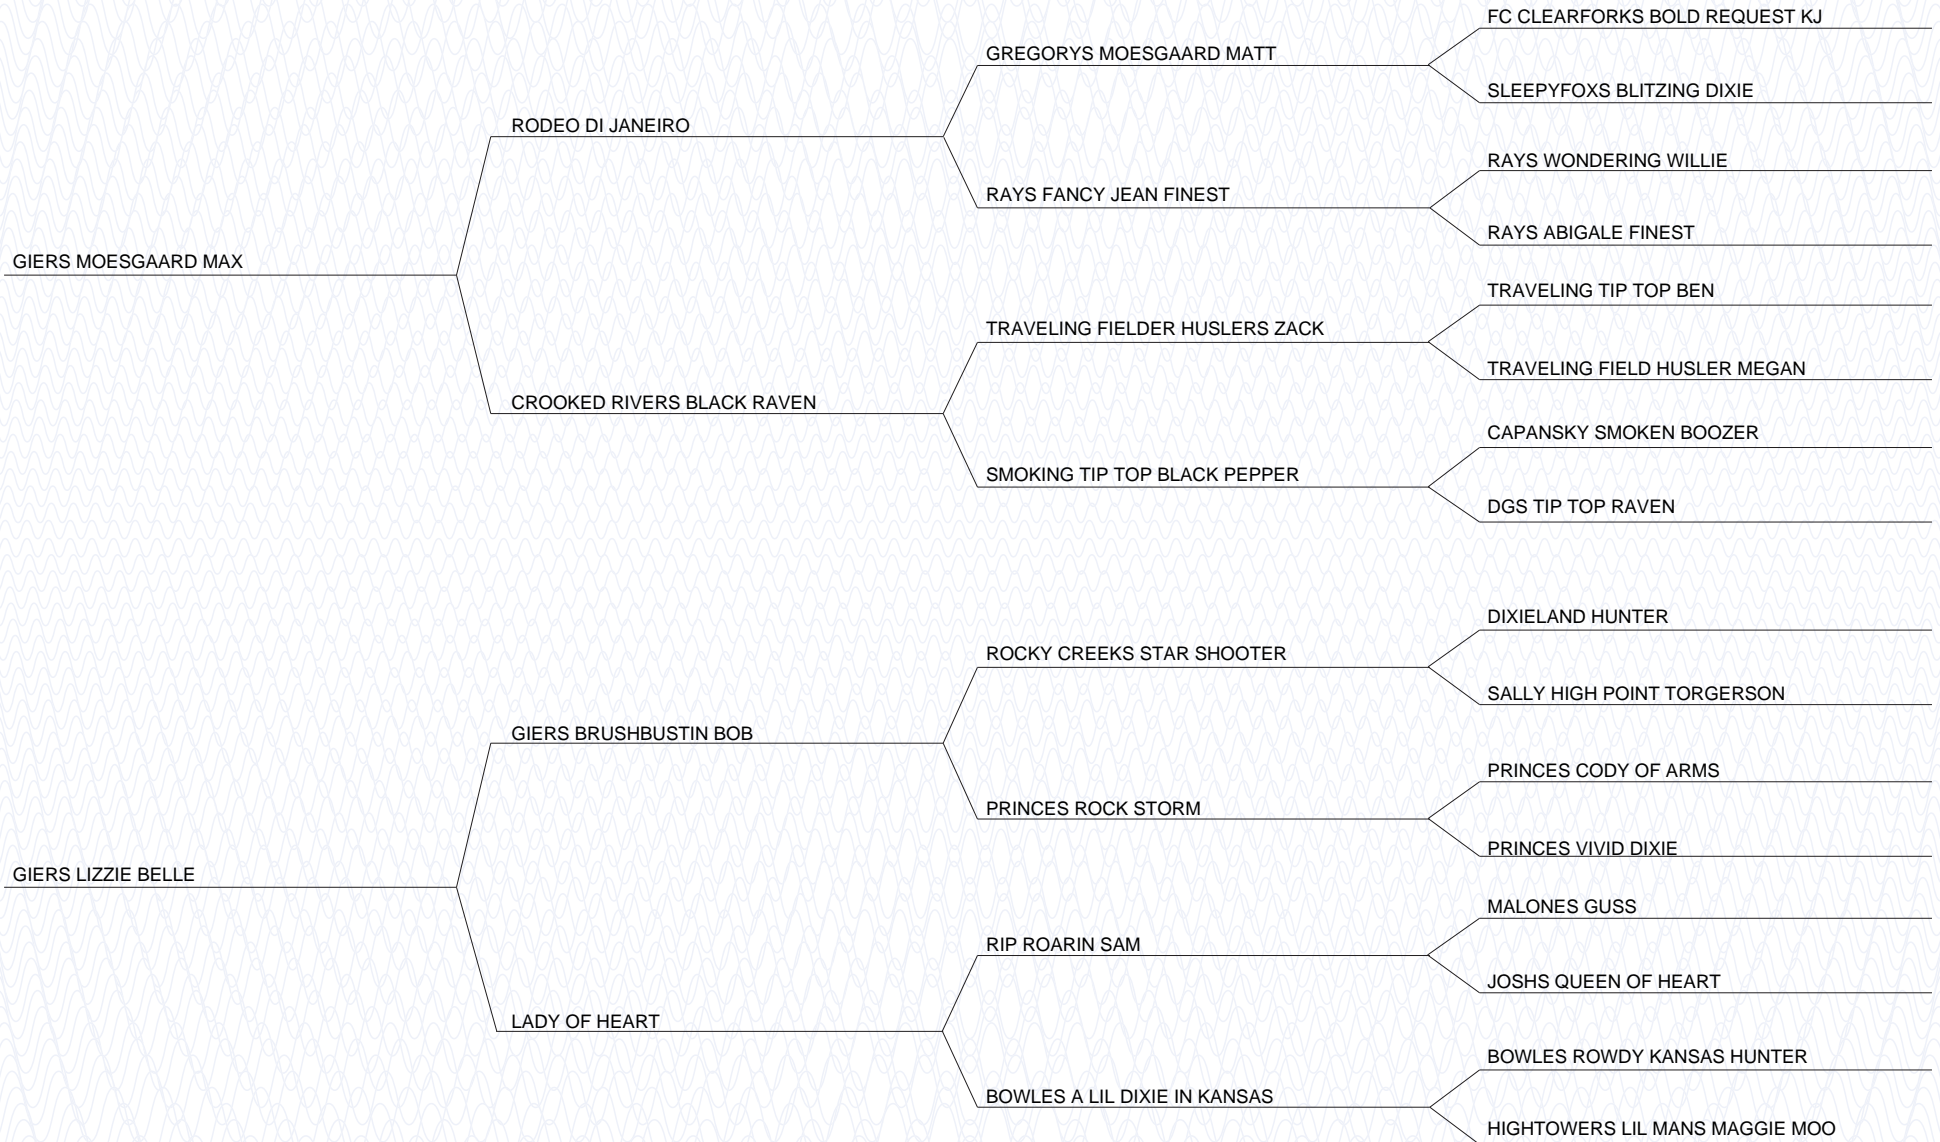 FC CLEARFORKS BOLD REQUEST KJ
GREGORYS MOESGAARD MATT
SLEEPYFOXS BLITZING DIXIE
RODEO DI JANEIRO
RAYS WONDERING WILLIE
RAYS FANCY JEAN FINEST
RAYS ABIGALE FINEST
GIERS MOESGAARD MAX
TRAVELING TIP TOP BEN
TRAVELING FIELDER HUSLERS ZACK
TRAVELING FIELD HUSLER MEGAN
CROOKED RIVERS BLACK RAVEN
CAPANSKY SMOKEN BOOZER
SMOKING TIP TOP BLACK PEPPER
DGS TIP TOP RAVEN
DIXIELAND HUNTER
ROCKY CREEKS STAR SHOOTER
SALLY HIGH POINT TORGERSON
GIERS BRUSHBUSTIN BOB
PRINCES CODY OF ARMS
PRINCES ROCK STORM
PRINCES VIVID DIXIE
GIERS LIZZIE BELLE
MALONES GUSS
RIP ROARIN SAM
JOSHS QUEEN OF HEART
LADY OF HEART
BOWLES ROWDY KANSAS HUNTER
BOWLES A LIL DIXIE IN KANSAS
HIGHTOWERS LIL MANS MAGGIE MOO